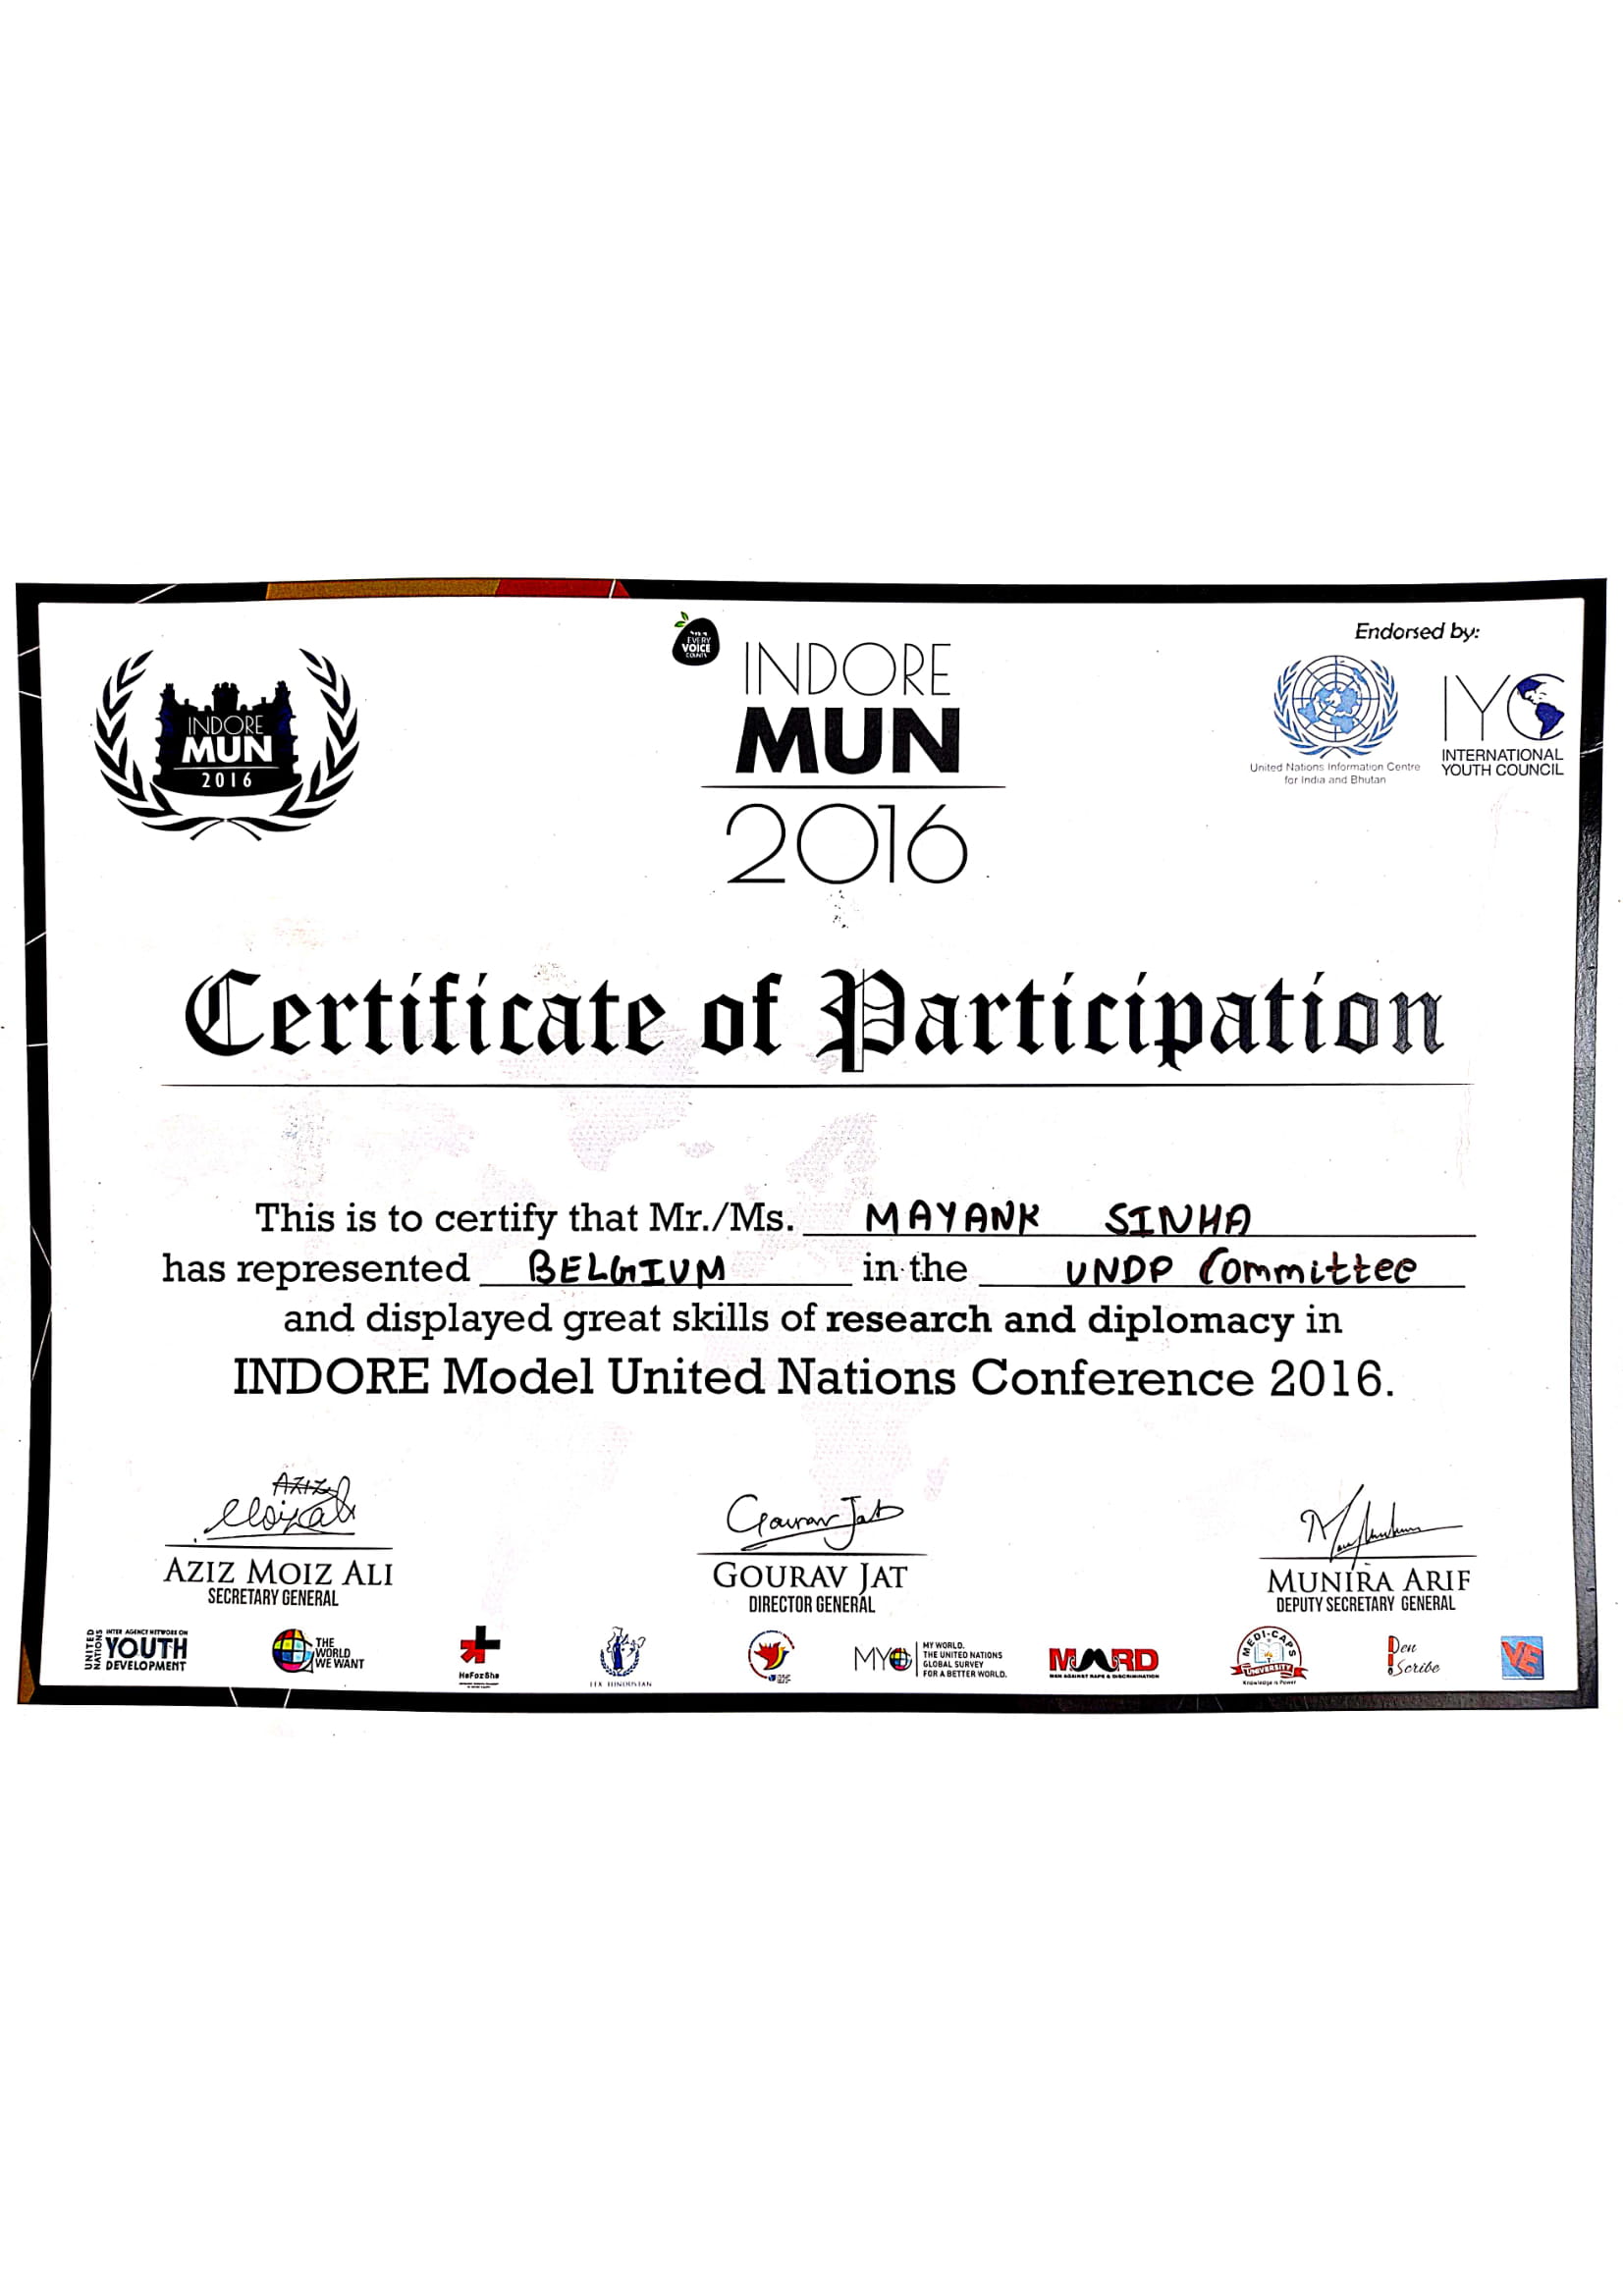 INDORE
MUN
2016
EVERY
VOICE
COUNTS
INDORE
MUN
2016
Endorsed by:
United Nations Information Centre
for India and Bhutan
IYC
INTERNATIONAL
YOUTH COUNCIL
Certificate of Participation
This is to certify that Mr./Ms. MAYANK SINHA
has represented BELGIUM in the UNDP Committee
and displayed great skills of research and diplomacy in
INDORE Model United Nations Conference 2016.
AZIZ MOIZ ALI
SECRETARY GENERAL
Gourav Jat
GOURAV JAT
DIRECTOR GENERAL
MUNIRA ARIF
DEPUTY SECRETARY GENERAL
UNITED NATIONS
INTER AGENCY NETWORK ON
YOUTH
DEVELOPMENT
THE
WORLD
WE WANT
HeForShe
LEX HINDUSTAN
MY
MY WORLD.
THE UNITED NATIONS
GLOBAL SURVEY
FOR A BETTER WORLD.
MARD
MEN AGAINST RAPE & DISCRIMINATION
MEDI-CAPS
UNIVERSITY
Knowledge is Power
Den
Scribe
VE